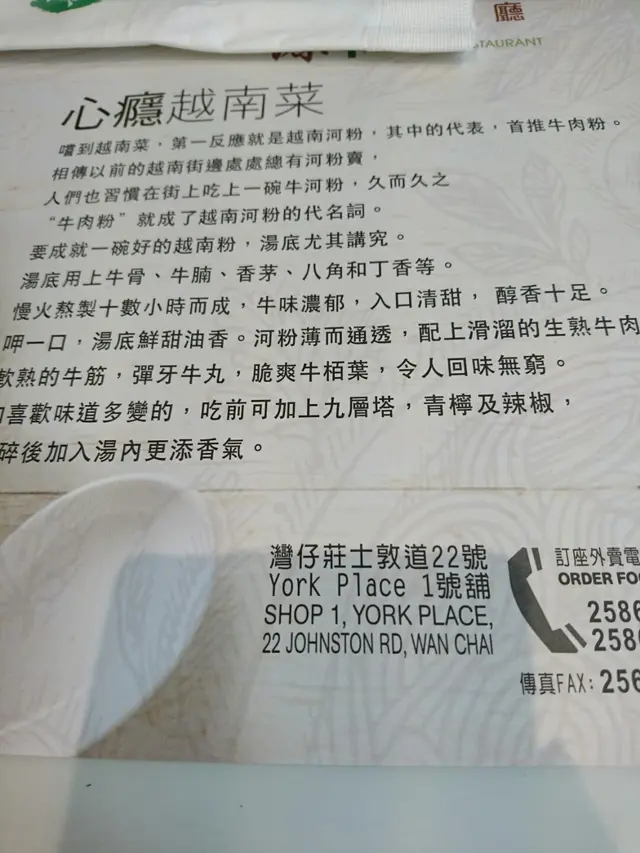 廳
STAURANT
心癮越南菜
嚐到越南菜，第一反應就是越南河粉，其中的代表，首推牛肉粉。
相傳以前的越南街邊處處總有河粉賣，
人們也習慣在街上吃上一碗牛河粉，久而久之
“牛肉粉”就成了越南河粉的代名詞。
要成就一碗好的越南粉，湯底尤其講究。
湯底用上牛骨、牛腩、香茅、八角和丁香等。
慢火熬製十數小時而成，牛味濃郁，入口清甜， 醇香十足。
呷一口，湯底鮮甜油香。河粉薄而通透，配上滑溜的生熟牛肉
軟熟的牛筋，彈牙牛丸，脆爽牛栢葉，令人回味無窮。
喜歡味道多變的，吃前可加上九層塔，青檸及辣椒，
碎後加入湯內更添香氣。
灣仔莊士敦道22號
York Place 1號舖
SHOP 1, YORK PLACE,
22 JOHNSTON RD, WAN CHAI
訂座外賣電
ORDER FO
2586
258
傳真FAX: 256